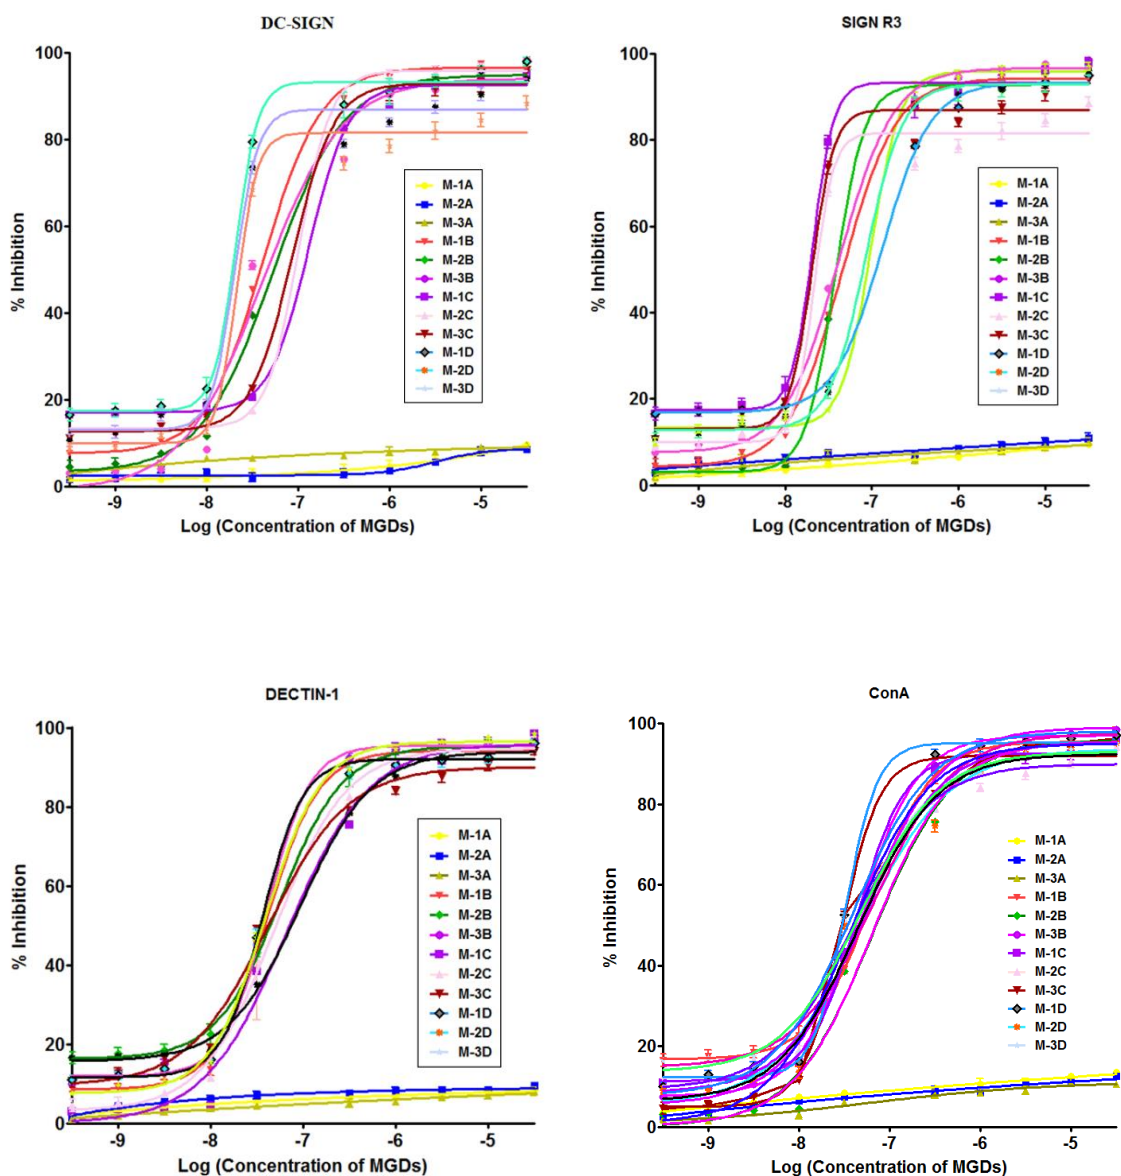 DC-SIGN
% Inhibition
100
80
60
40
20
0
-9
-8
-7
-6
-5
Log (Concentration of MGDs)
M-1A
M-2A
M-3A
M-1B
M-2B
M-3B
M-1C
M-2C
M-3C
M-1D
M-2D
M-3D
SIGN R3
% Inhibition
100
80
60
40
20
0
-9
-8
-7
-6
-5
Log (Concentration of MGDs)
M-1A
M-2A
M-3A
M-1B
M-2B
M-3B
M-1C
M-2C
M-3C
M-1D
M-2D
M-3D
DECTIN-1
% Inhibition
100
80
60
40
20
0
-9
-8
-7
-6
-5
Log (Concentration of MGDs)
M-1A
M-2A
M-3A
M-1B
M-2B
M-3B
M-1C
M-2C
M-3C
M-1D
M-2D
M-3D
ConA
% Inhibition
100
80
60
40
20
0
-9
-8
-7
-6
-5
Log (Concentration of MGDs)
M-1A
M-2A
M-3A
M-1B
M-2B
M-3B
M-1C
M-2C
M-3C
M-1D
M-2D
M-3D